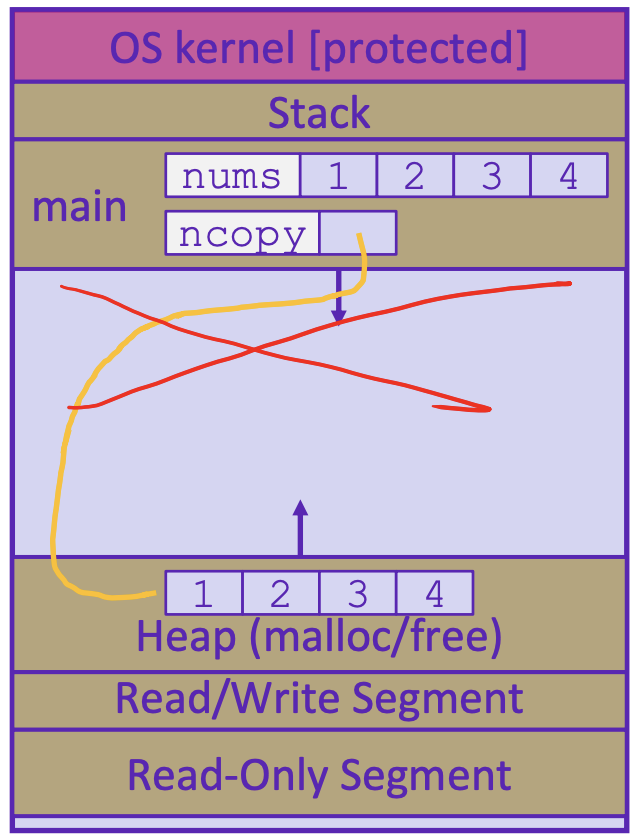 OS kernel [protected]
Stack
main
nums 1 2 3 4
ncopy
1 2 3 4
Heap (malloc/free)
Read/Write Segment
Read-Only Segment